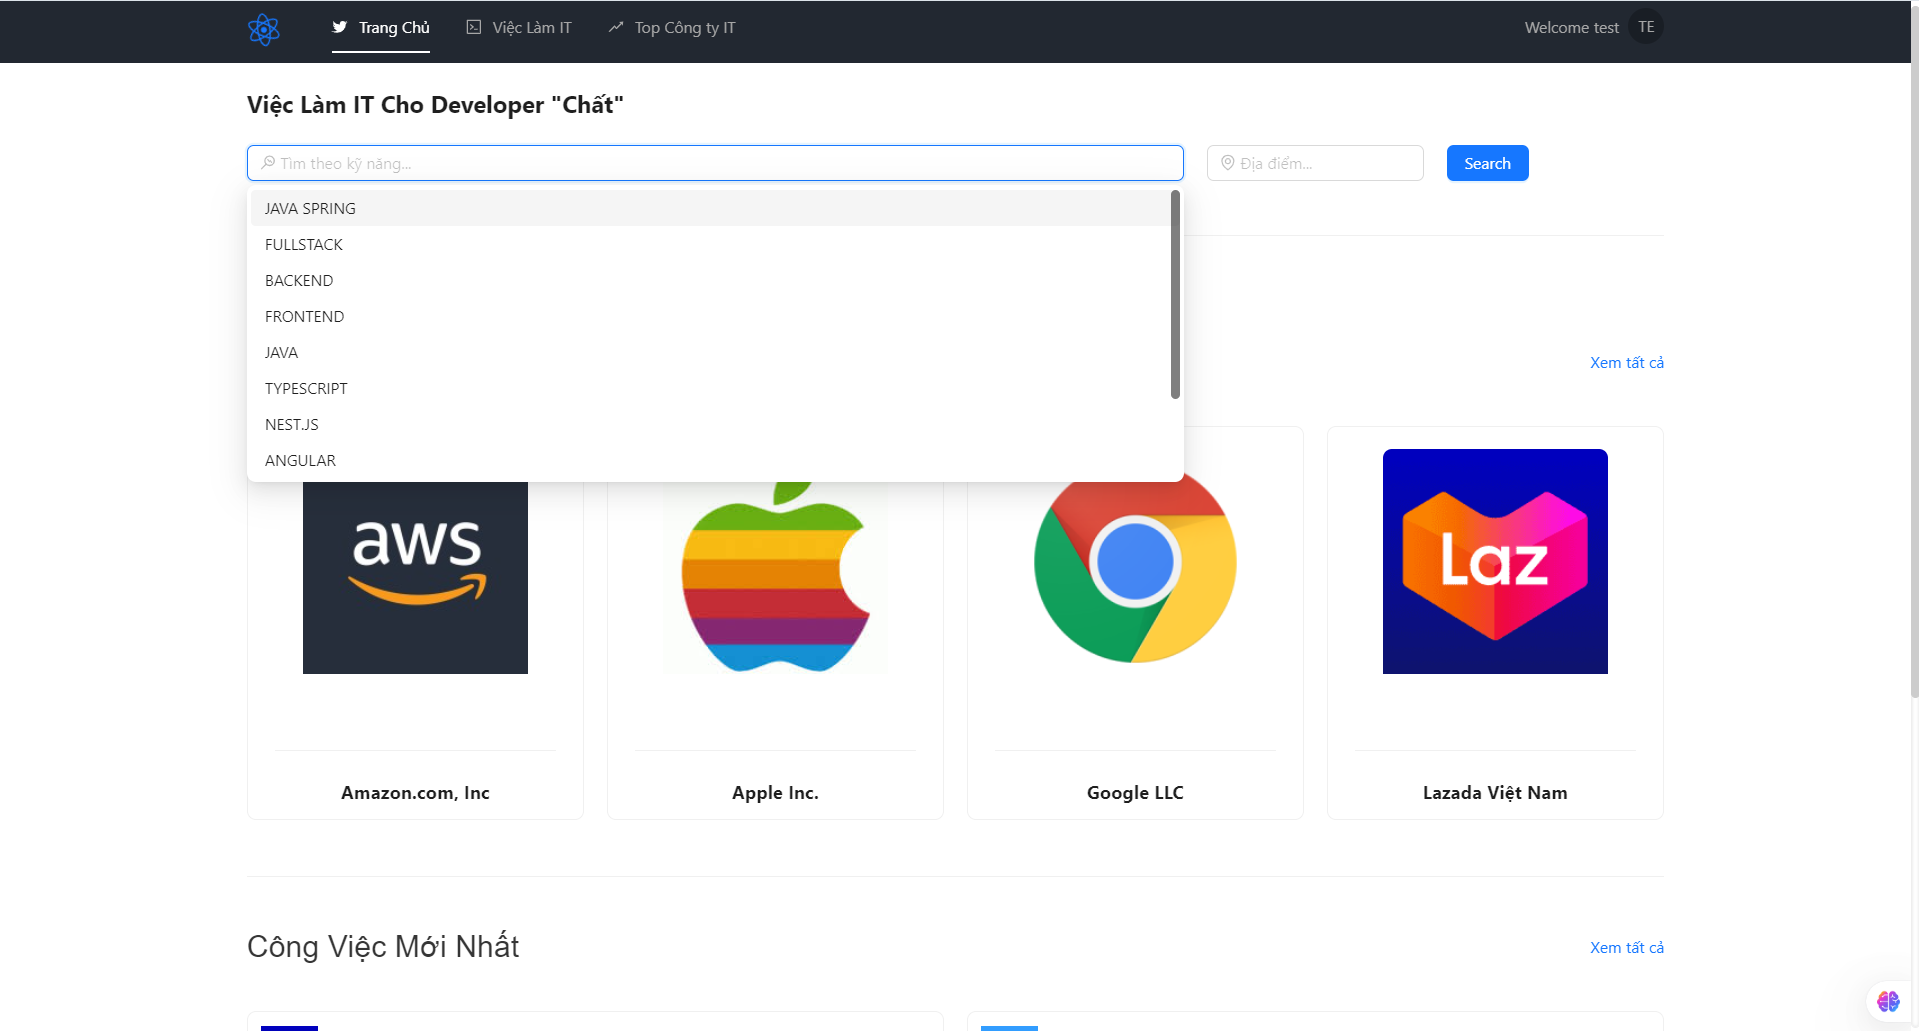 Trang Chủ
Việc Làm IT
Top Công ty IT
Welcome test
TE
Việc Làm IT Cho Developer "Chất"
Tìm theo kỹ năng...
Địa điểm...
Search
JAVA SPRING
FULLSTACK
BACKEND
FRONTEND
JAVA
TYPESCRIPT
NEST.JS
ANGULAR
Xem tất cả
aws
Laz
Amazon.com, Inc
Apple Inc.
Google LLC
Lazada Việt Nam
Công Việc Mới Nhất
Xem tất cả